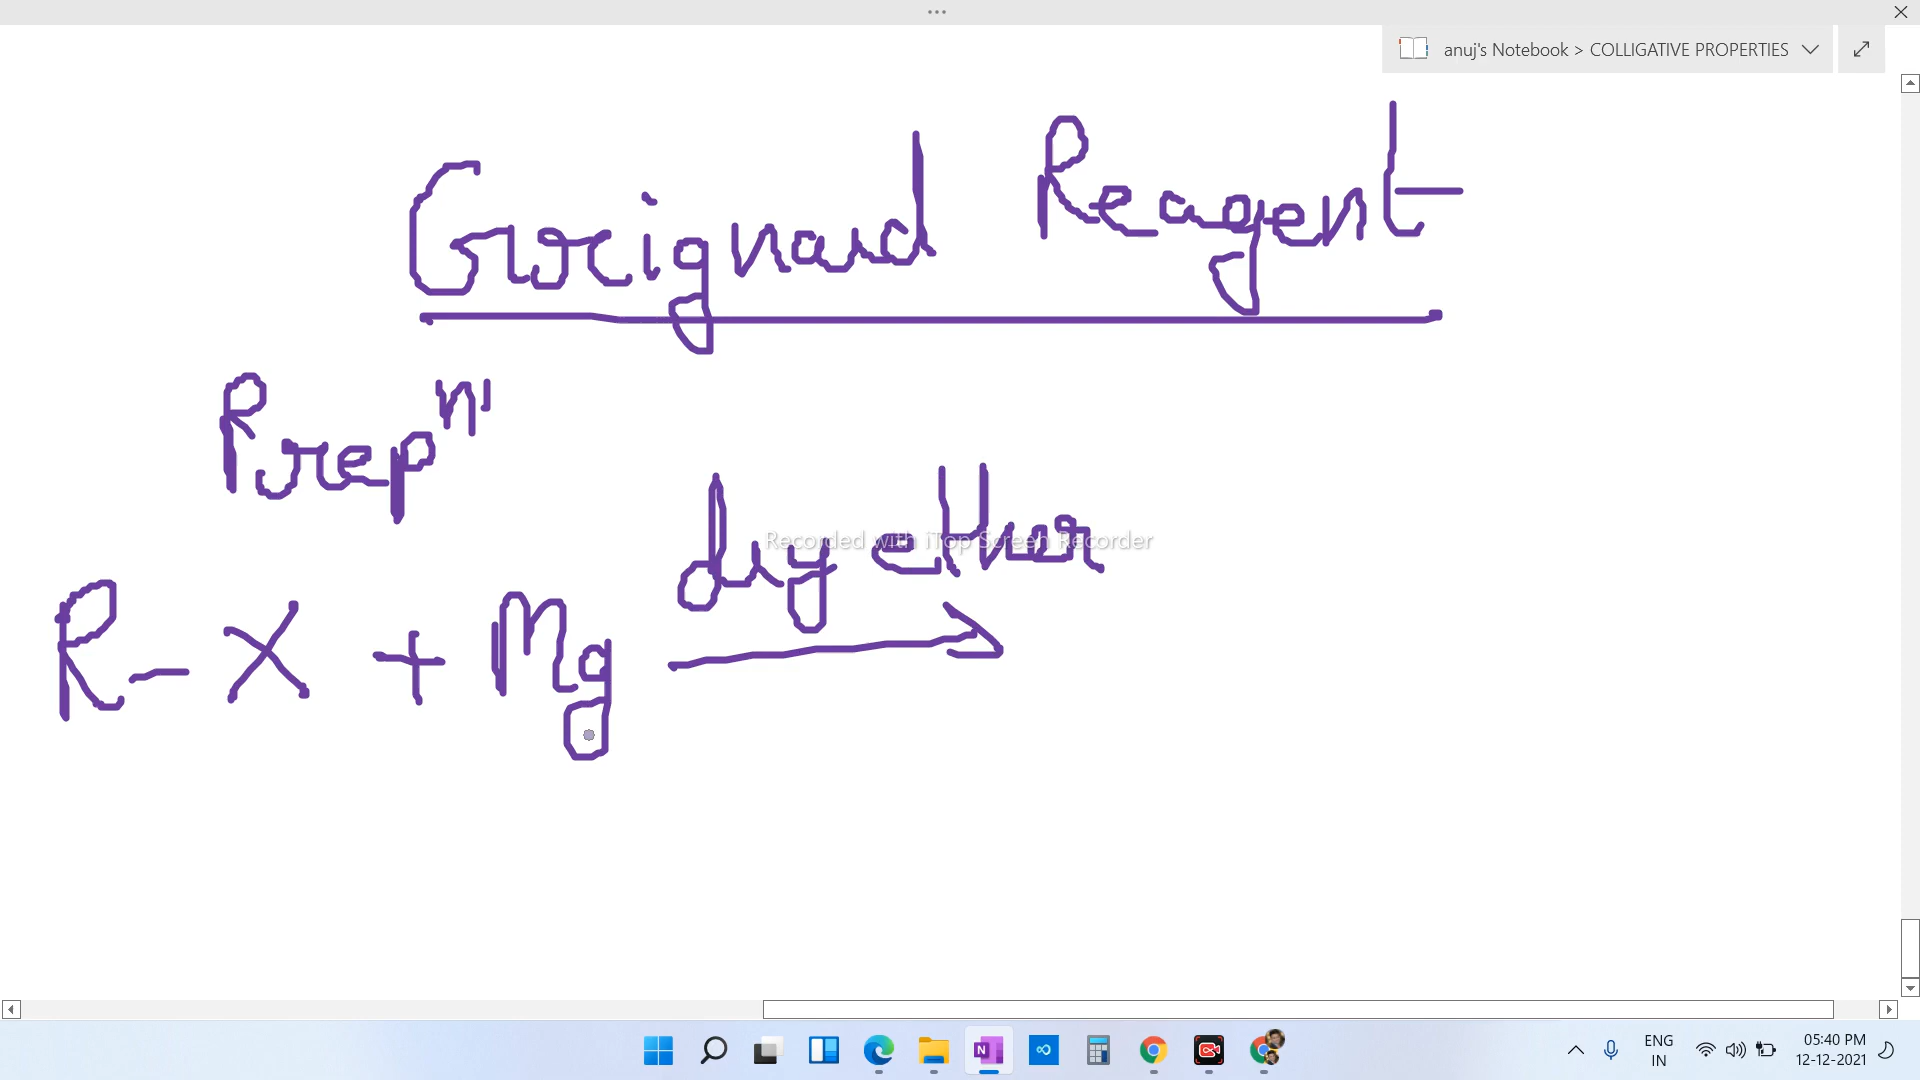 ...
anuj's Notebook > COLLIGATIVE PROPERTIES
Grignard Reagent
Prepⁿ
dry ether
Recorded with iTop Screen Recorder
R-X + Mg →
ENG
IN
05:40 PM
12-12-2021